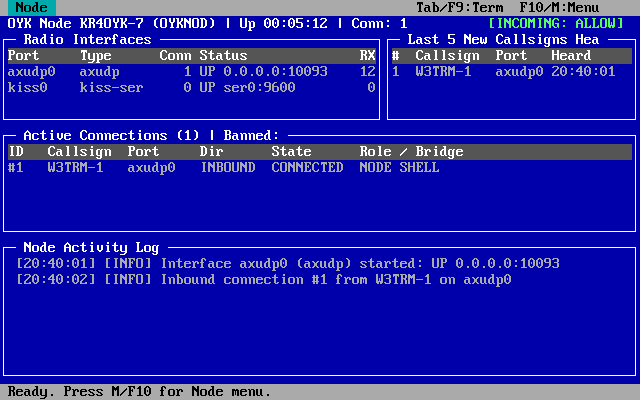 Node Tab/F9:Term F10/M:Menu
OYK Node KR4OYK-7 (OYKNOD) | Up 00:05:12 | Conn: 1 [INCOMING: ALLOW]
Radio Interfaces
Port Type Conn Status RX
axudp0 axudp 1 UP 0.0.0.0:10093 12
kiss0 kiss-ser 0 UP ser0:9600 0
Last 5 New Callsigns Hea
# Callsign Port Heard
1 W3TRM-1 axudp0 20:40:01
Active Connections (1) | Banned:
ID Callsign Port Dir State Role / Bridge
#1 W3TRM-1 axudp0 INBOUND CONNECTED NODE SHELL
Node Activity Log
[20:40:01] [INFO] Interface axudp0 (axudp) started: UP 0.0.0.0:10093
[20:40:02] [INFO] Inbound connection #1 from W3TRM-1 on axudp0
Ready. Press M/F10 for Node menu.